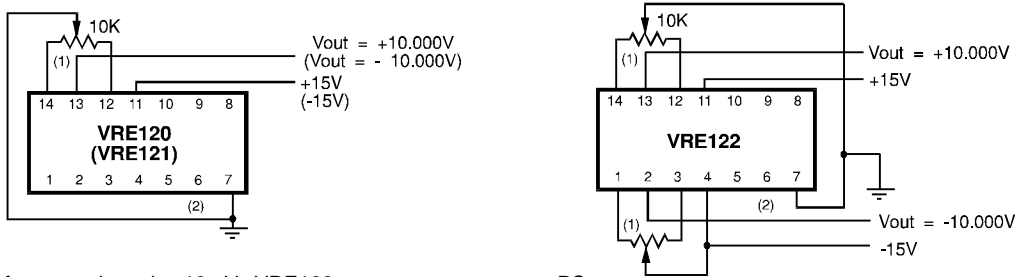 10K
Vout = +10.000V
(Vout = - 10.000V)
(1)
+15V
(-15V)
14 13 12 11 10 9 8
VRE120
(VRE121)
1 2 3 4 5 6 7
(2)
10K
(1)
Vout = +10.000V
+15V
14 13 12 11 10 9 8
VRE122
1 2 3 4 5 6 7
(2)
(1)
Vout = -10.000V
-15V